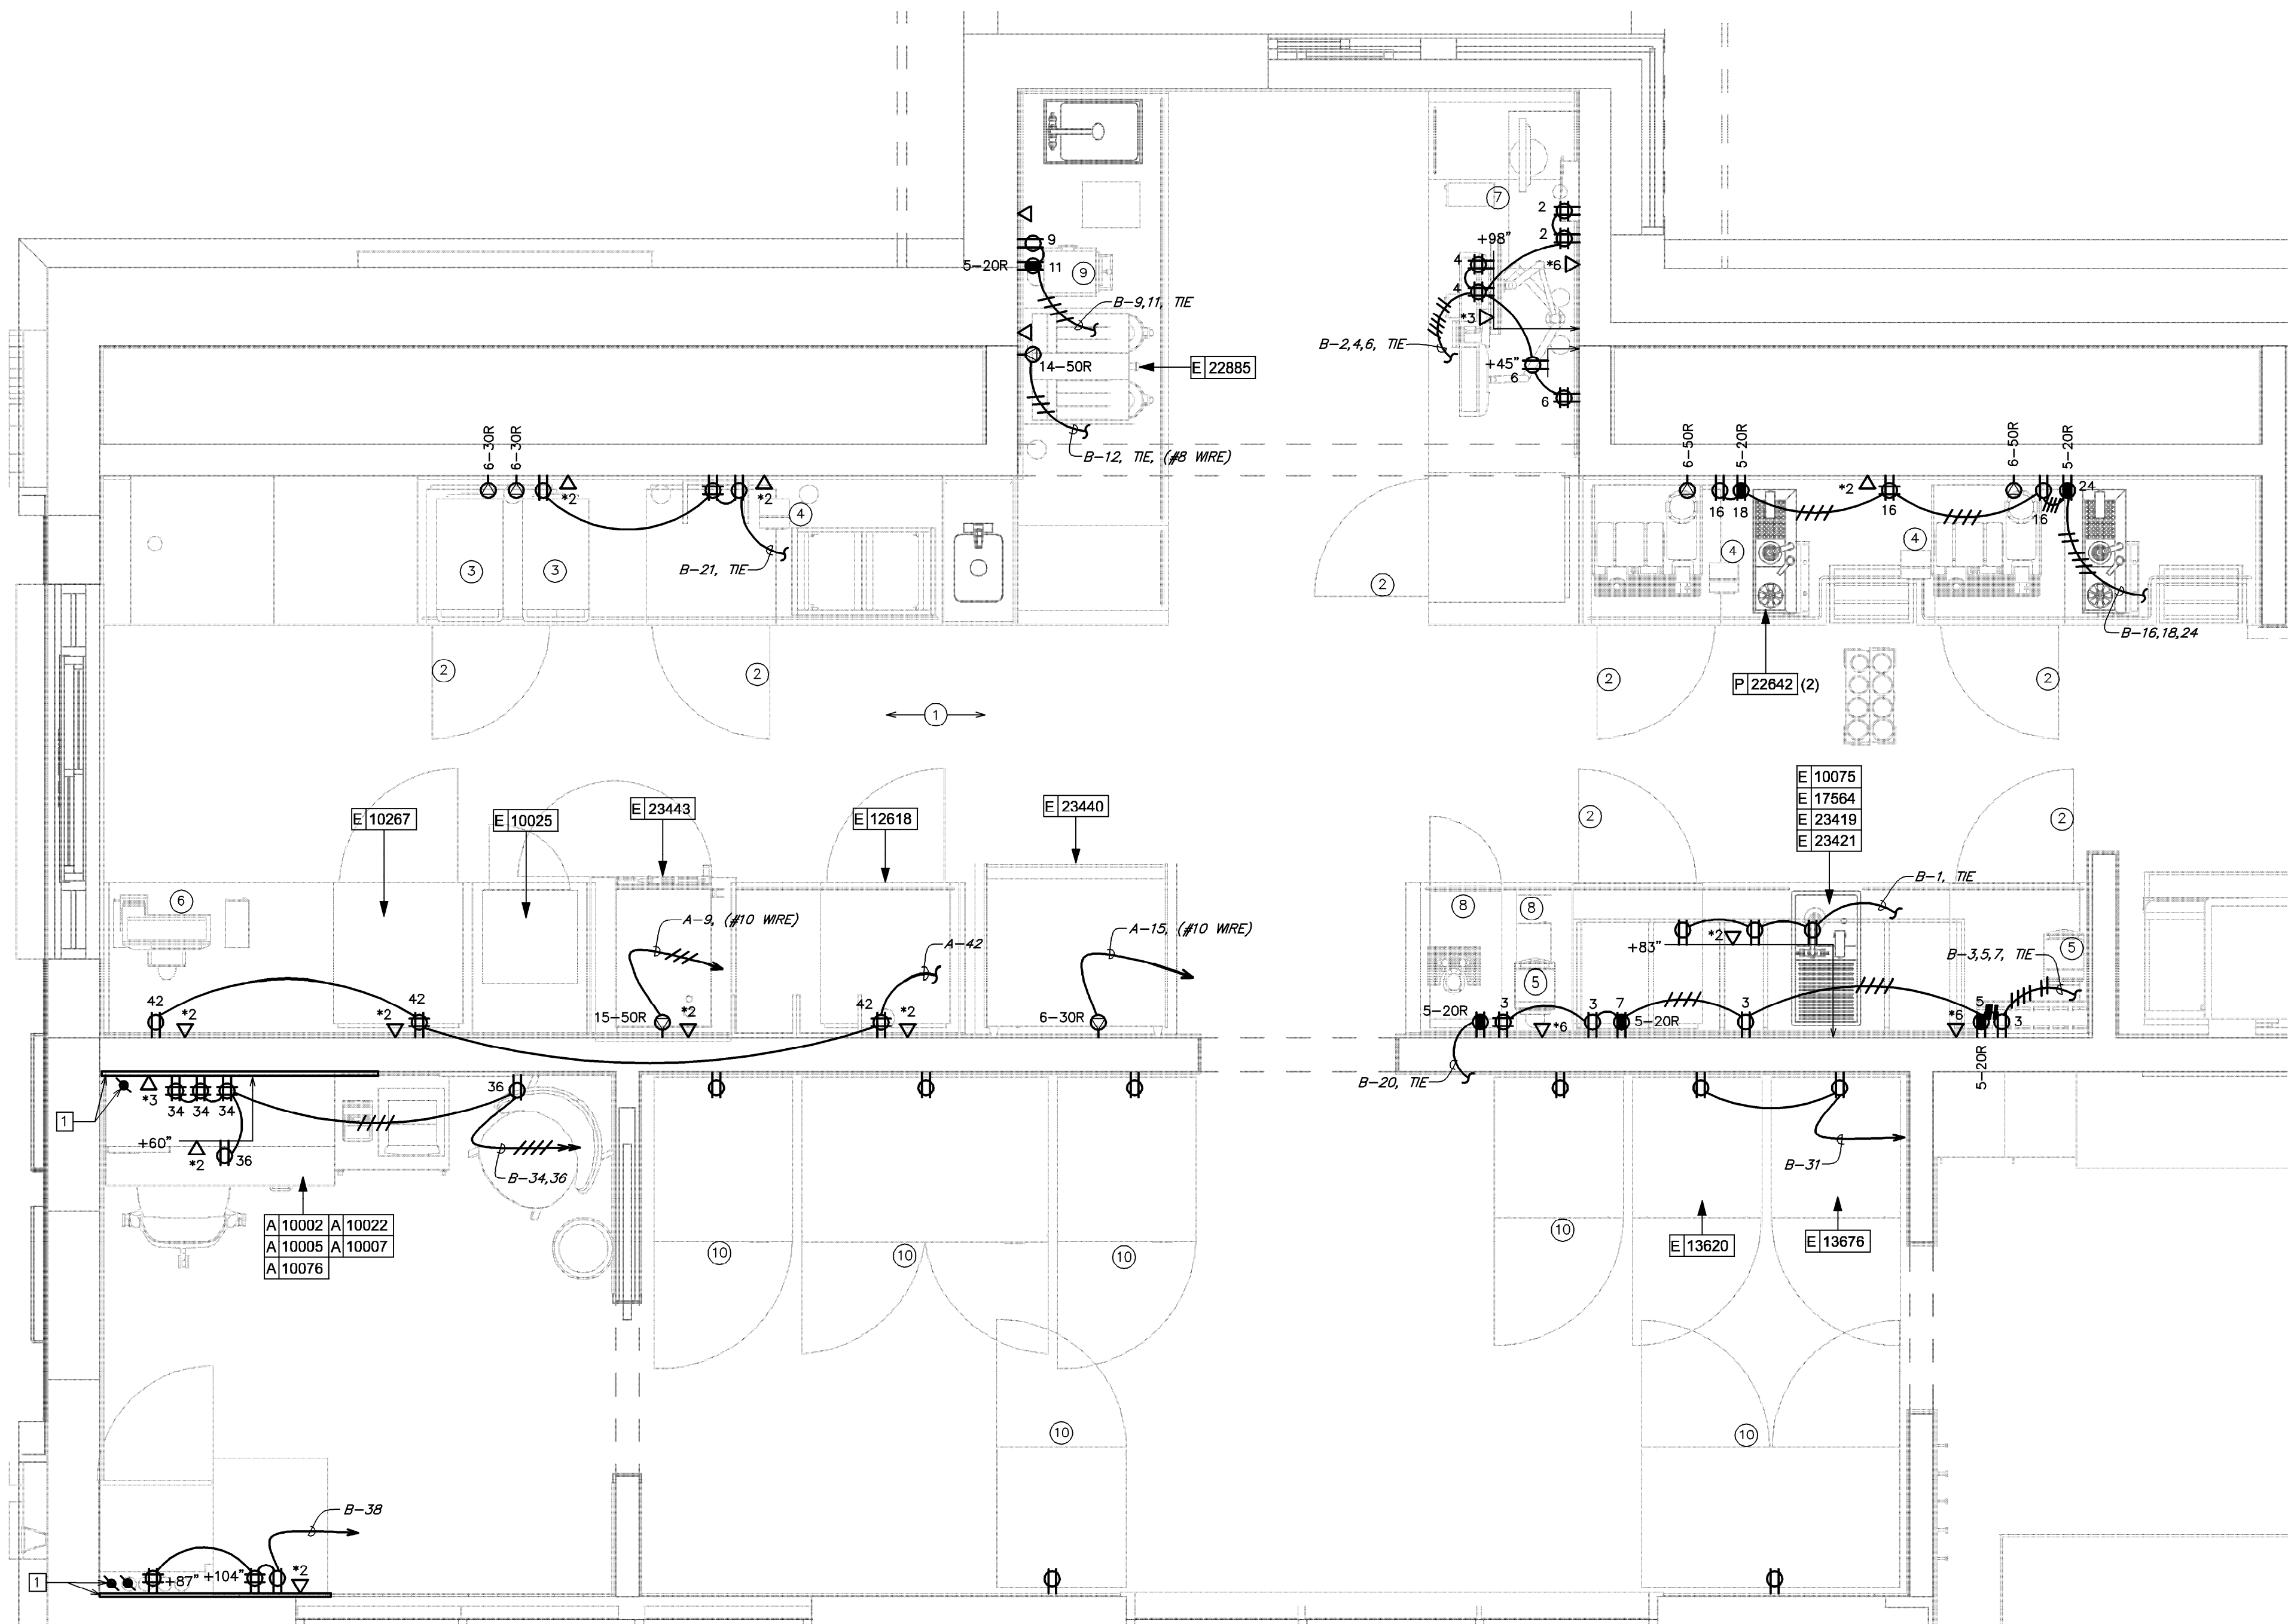 7
2
9
2
+98"
5-20R
11
9
4
*6
B-9,11, TIE
4
*3
B-2,4,6, TIE
14-50R
E 22885
+45"
6
6
B-12, TIE, (#8 WIRE)
6-30R
6-30R
6-50R
5-20R
6-50R
5-20R
*2
*2
*2
24
4
16
18
16
16
B-21, TIE
3
3
4
4
B-16,18,24
2
2
2
2
P 22642 (2)
1
E 10267
E 10025
E 23443
E 12618
E 23440
E 10075
E 17564
E 23419
E 23421
2
2
B-1, TIE
6
8
8
A-9, (#10 WIRE)
A-42
A-15, (#10 WIRE)
+83"
*2
B-3,5,7, TIE
5
5
42
*2
42
*2
15-50R
*2
42
*2
6-30R
5-20R
3
*6
3
7
5-20R
3
*6
5
3
5-20R
B-20, TIE
1
*3
34
34
34
36
+60"
*2
36
B-34,36
B-31
A 10002 A 10022
A 10005 A 10007
A 10076
10
10
10
10
E 13620
E 13676
10
10
B-38
1
+87"
+104"
*2